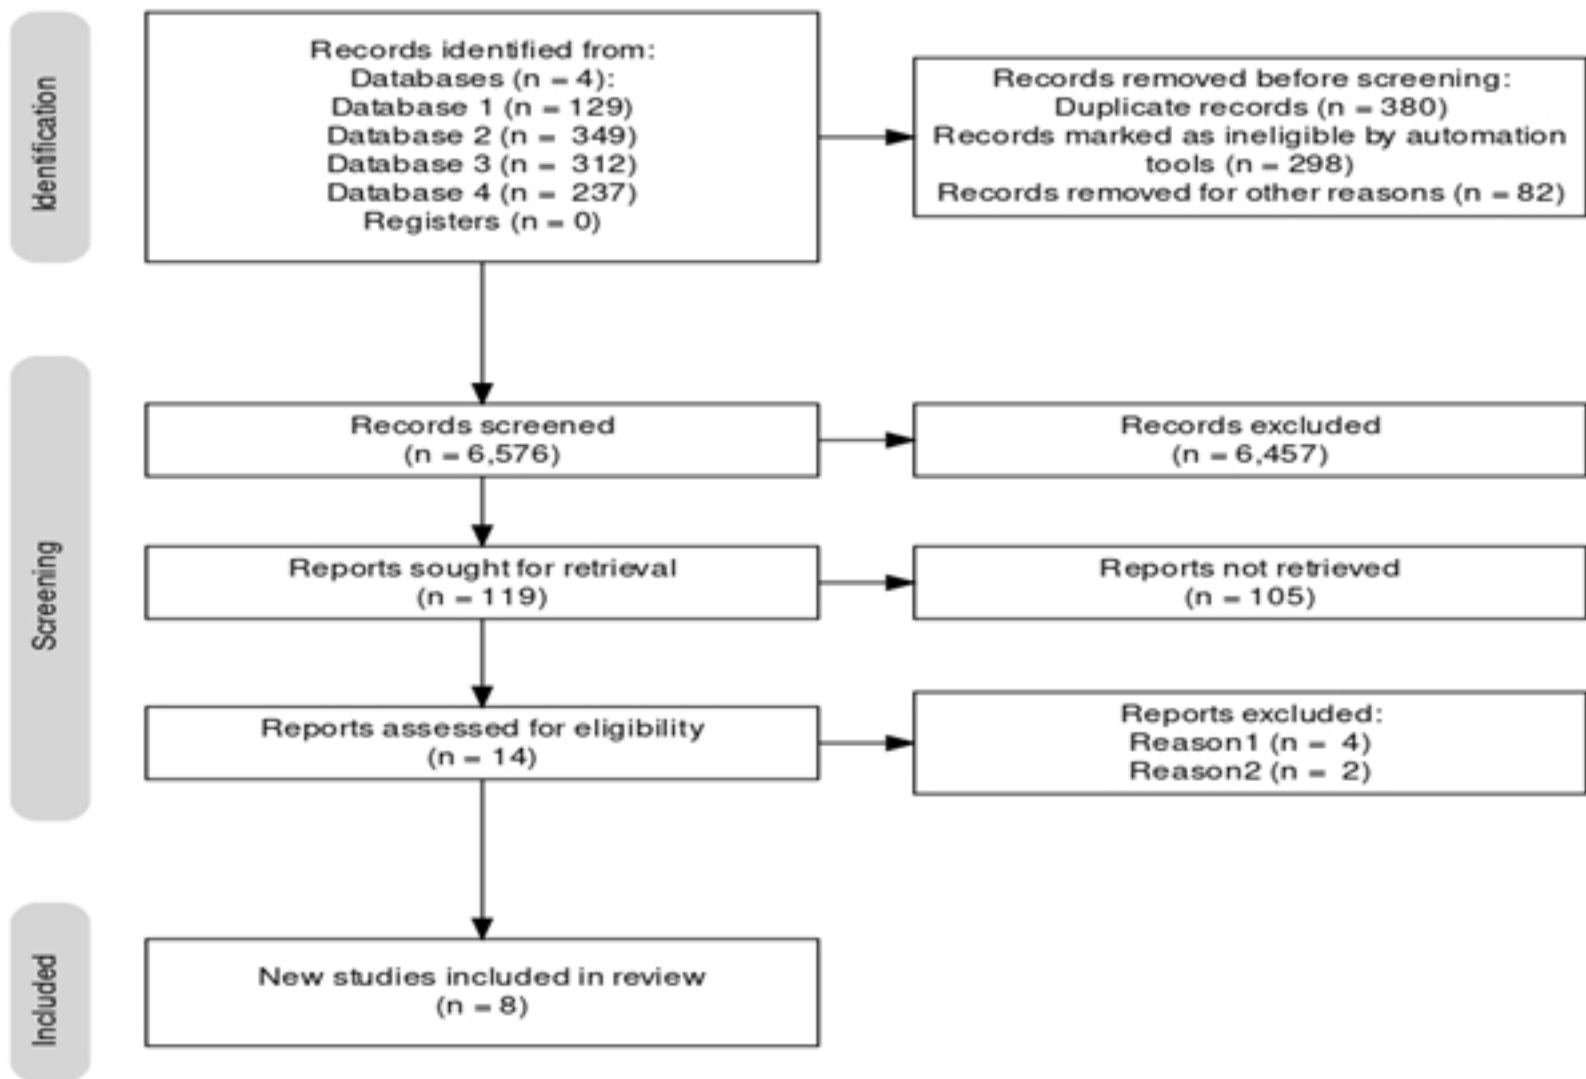 Identification
Records identified from:
Databases (n = 4):
Database 1 (n = 129)
Database 2 (n = 349)
Database 3 (n = 312)
Database 4 (n = 237)
Registers (n = 0)
Records removed before screening:
Duplicate records (n = 380)
Records marked as ineligible by automation
tools (n = 298)
Records removed for other reasons (n = 82)
Screening
Records screened
(n = 6,576)
Records excluded
(n = 6,457)
Reports sought for retrieval
(n = 119)
Reports not retrieved
(n = 105)
Reports assessed for eligibility
(n = 14)
Reports excluded:
Reason1 (n = 4)
Reason2 (n = 2)
Included
New studies included in review
(n = 8)